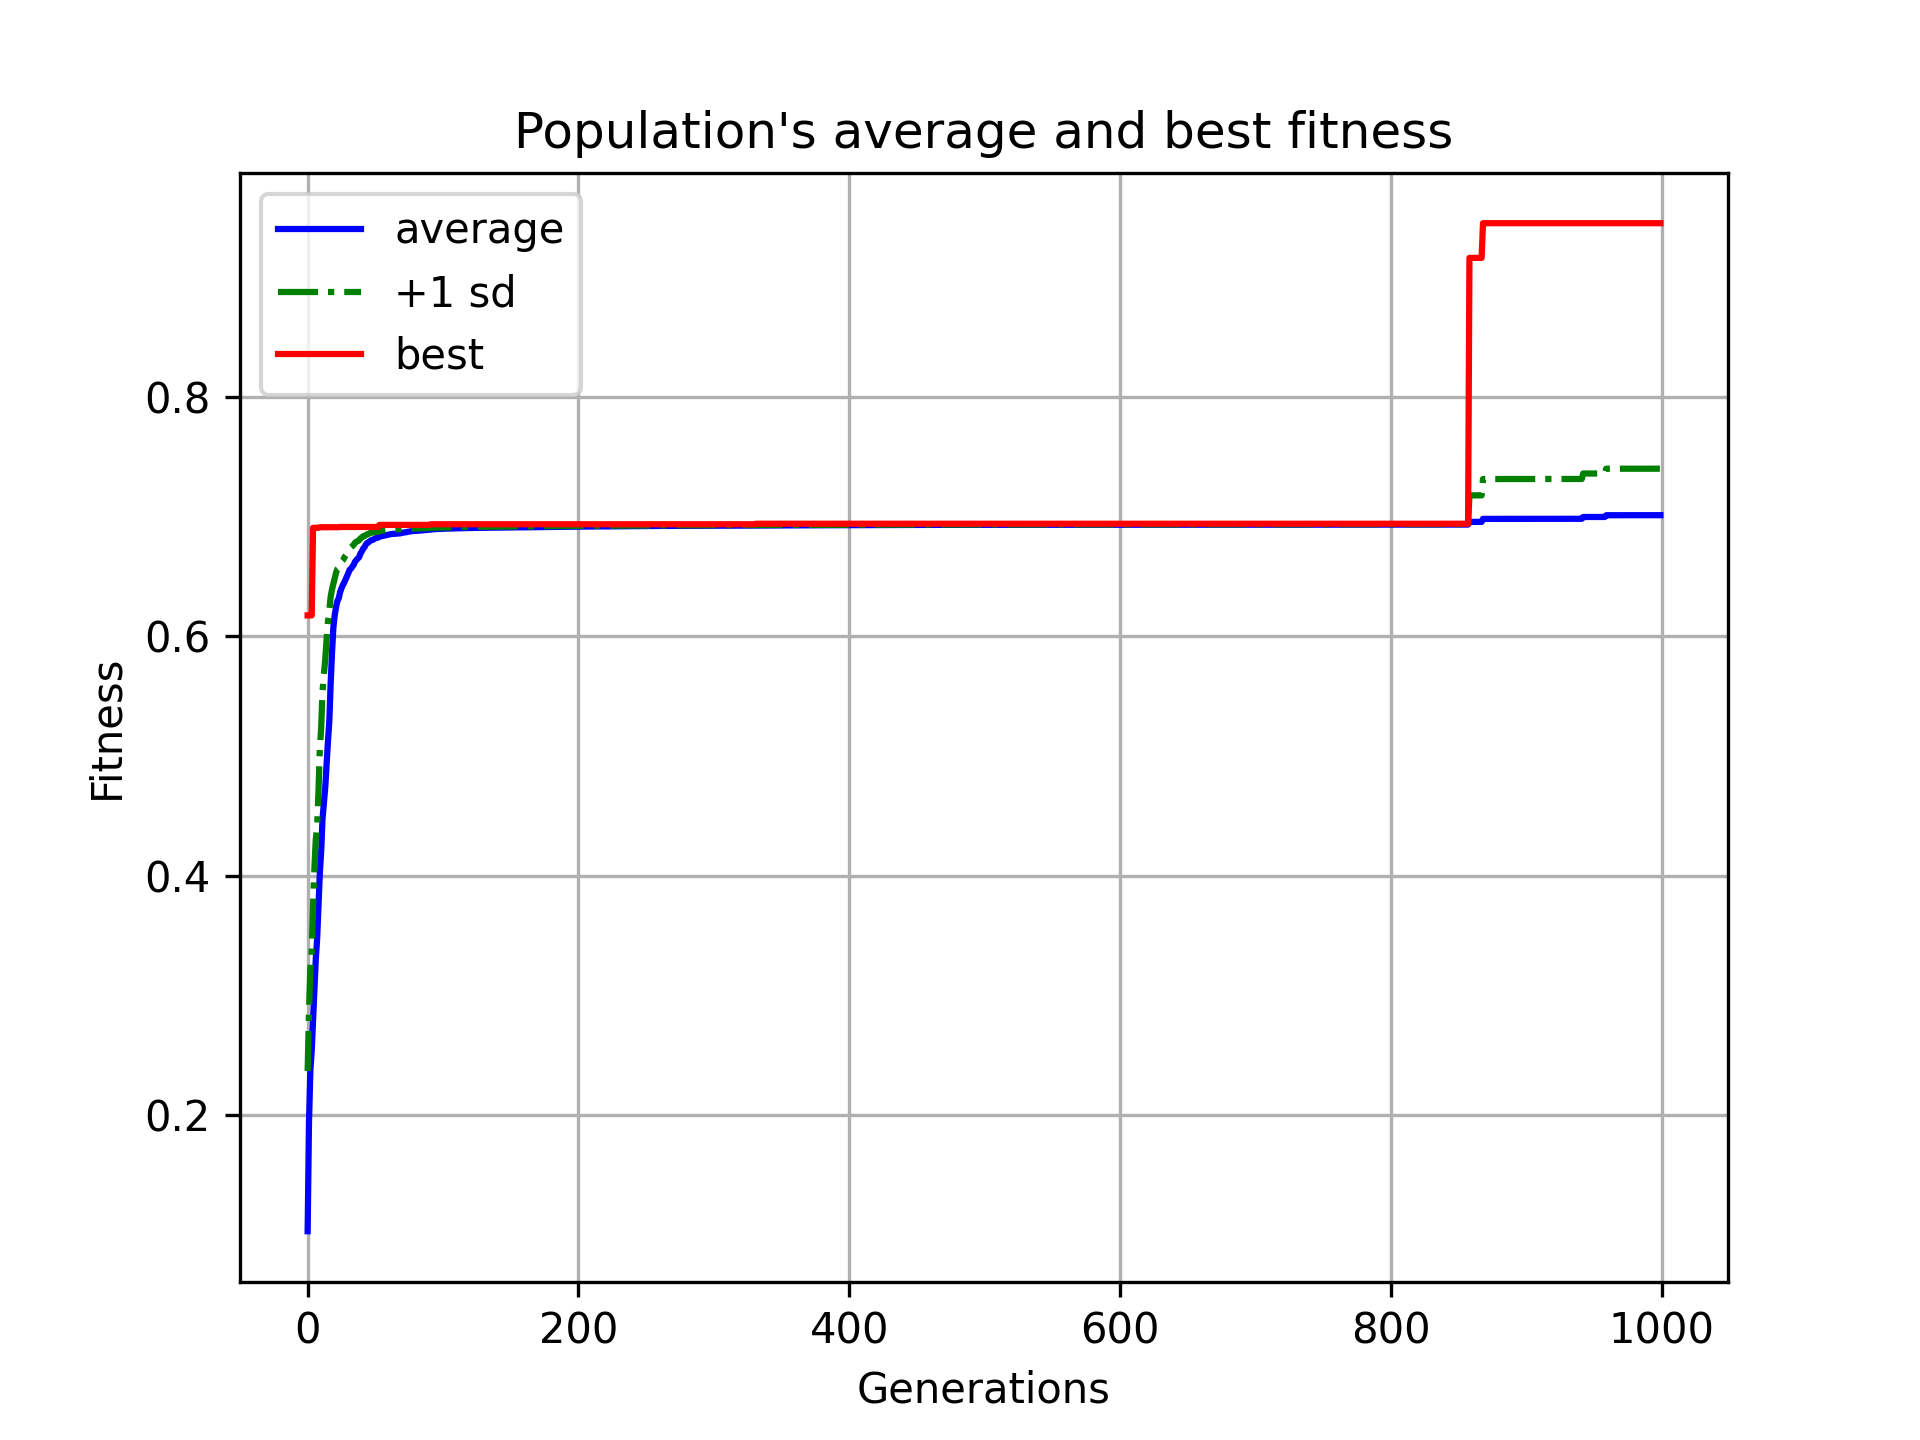 Population's average and best fitness
average
+1 sd
best
0.8
0.6
0.4
0.2
Fitness
0 200 400 600 800 1000
Generations